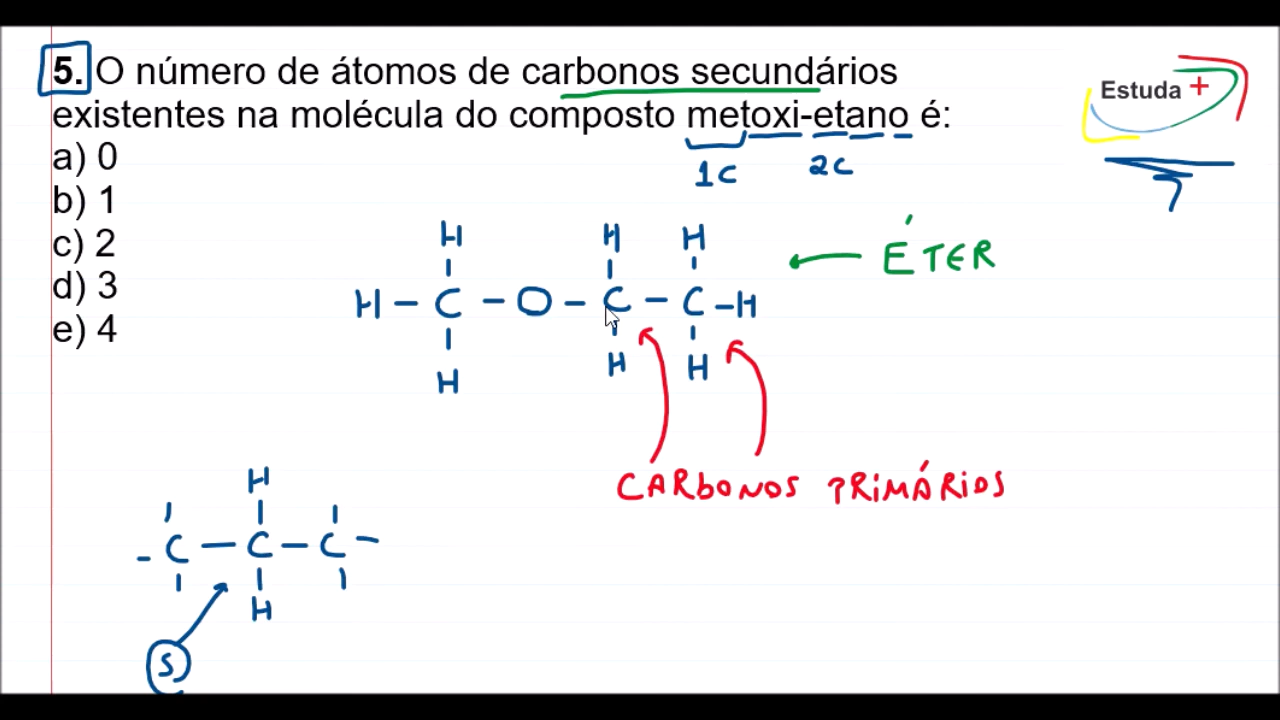 5. O número de átomos de carbonos secundários
existentes na molécula do composto metoxi-etano é:
Estuda +
a) 0
b) 1
c) 2
d) 3
e) 4
1C 2C
H H H
ÉTER
H - C - O - C - C - H
H H H
CARBONOS PRIMÁRIOS
H
- C - C - C -
H
S